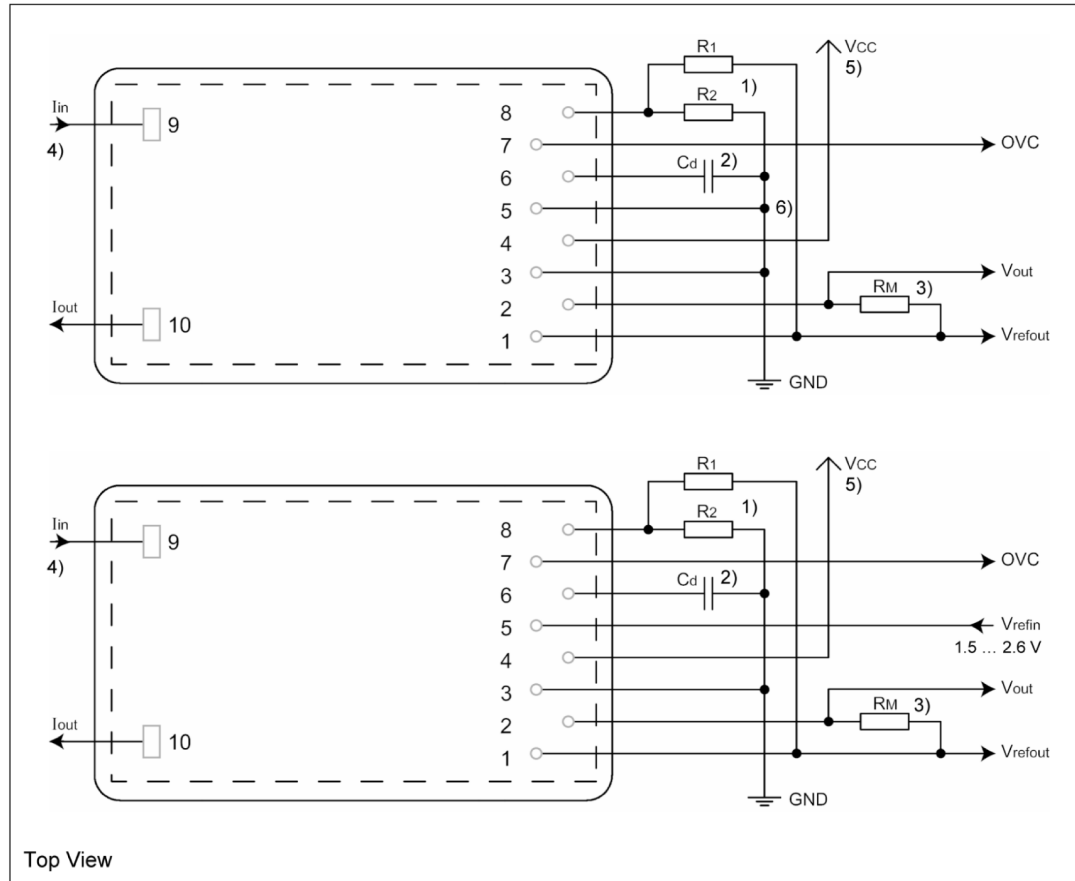 R1
VCC
5)
1)
Iin
9
4)
8
R2
7
OVC
6
Cd
2)
5
6)
4
3
Vout
2
RM
3)
Iout
10
1
Vrefout
GND
R1
VCC
5)
1)
Iin
9
4)
8
R2
7
OVC
6
Cd
2)
5
Vrefin
1.5 ... 2.6 V
4
3
Vout
2
RM
3)
Iout
10
1
Vrefout
GND
Top View